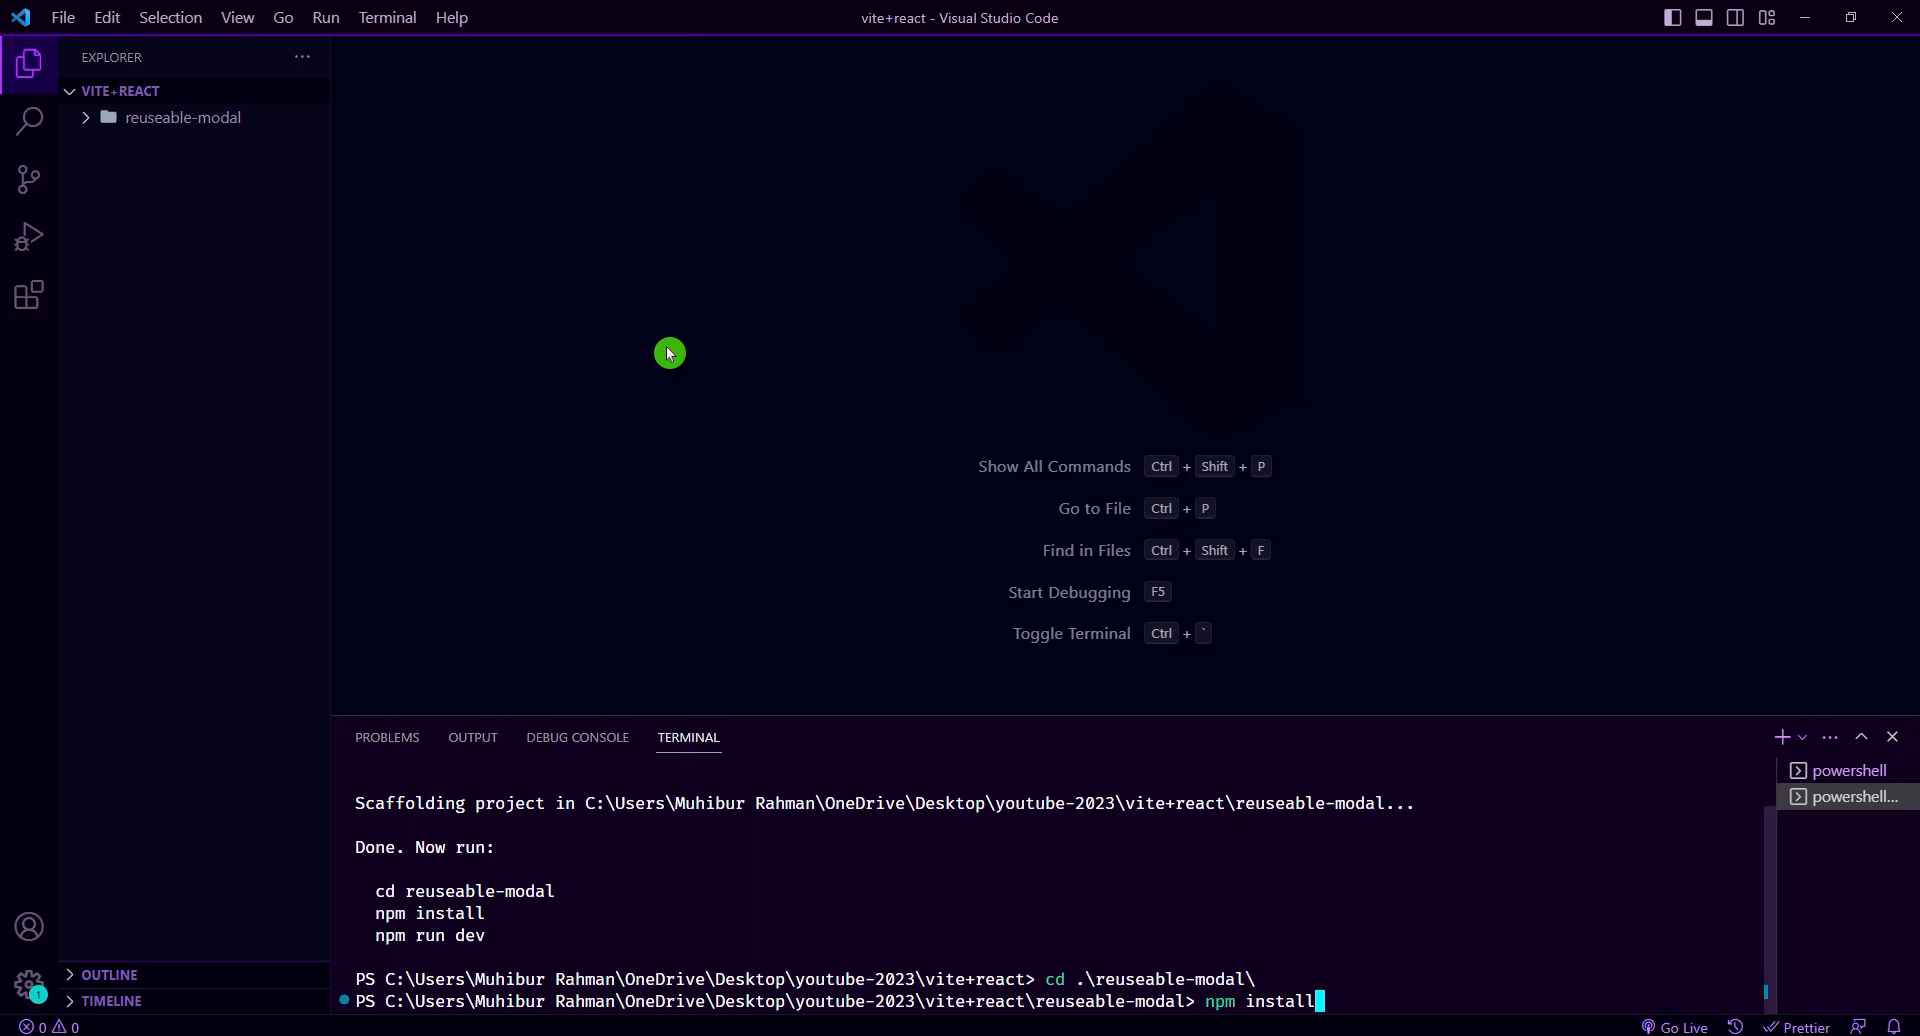 File Edit Selection View Go Run Terminal Help
vite+react - Visual Studio Code
EXPLORER
VITE+REACT
reuseable-modal
Show All Commands Ctrl + Shift + P
Go to File Ctrl + P
Find in Files Ctrl + Shift + F
Start Debugging F5
Toggle Terminal Ctrl + `
PROBLEMS OUTPUT DEBUG CONSOLE TERMINAL
powershell
powershell...
Scaffolding project in C:\Users\Muhibur Rahman\OneDrive\Desktop\youtube-2023\vite+react\reuseable-modal...
Done. Now run:
cd reuseable-modal
npm install
npm run dev
PS C:\Users\Muhibur Rahman\OneDrive\Desktop\youtube-2023\vite+react> cd .\reuseable-modal\
PS C:\Users\Muhibur Rahman\OneDrive\Desktop\youtube-2023\vite+react\reuseable-modal> npm install
1
OUTLINE
TIMELINE
0 0
Go Live
Prettier